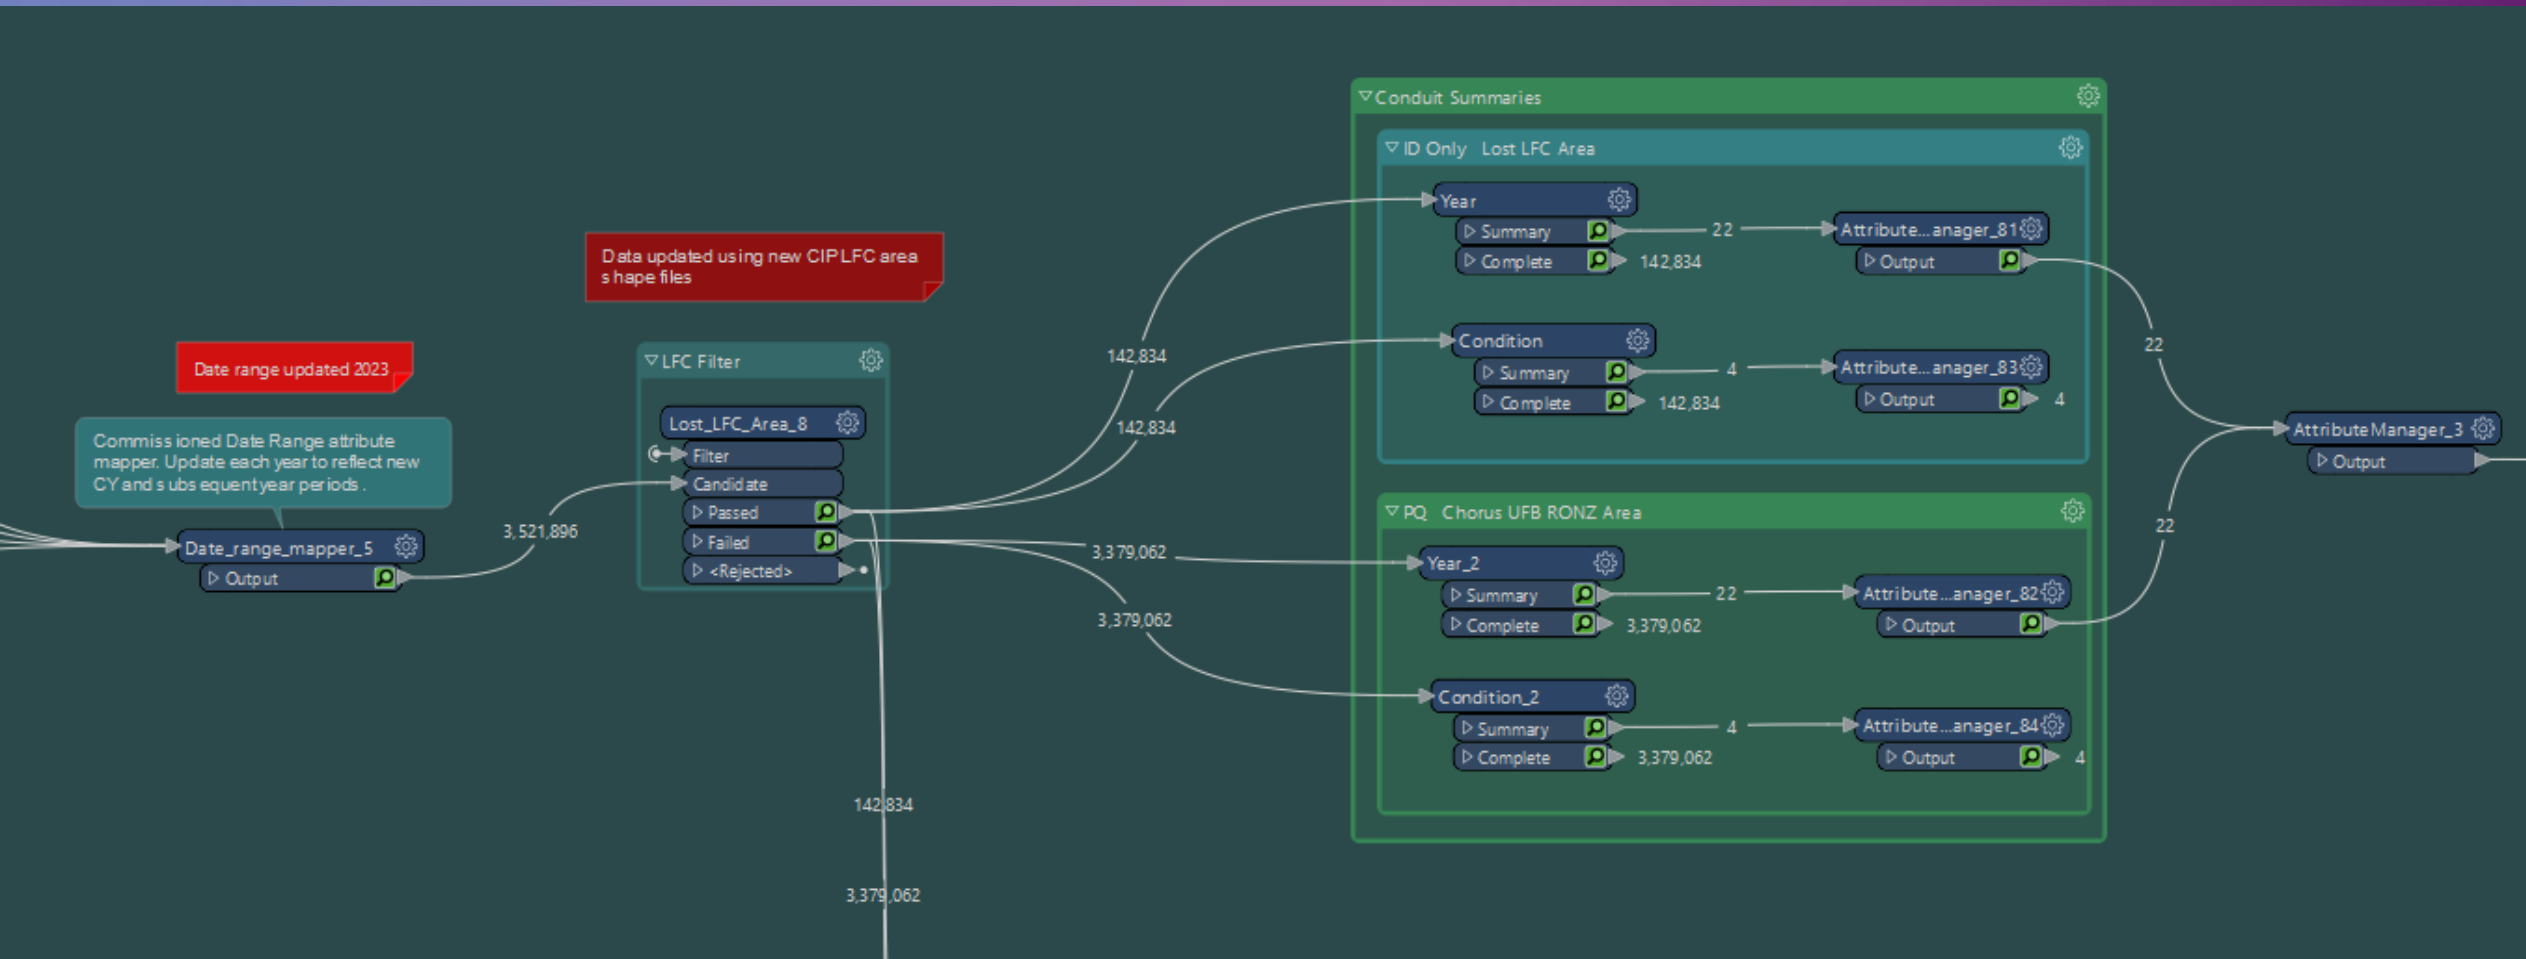 Date range updated 2023
Commissioned Date Range attribute
mapper. Update each year to reflect new
CY and subsequent year periods.
Date_range_mapper_5
Output
3,521,896
Data updated using new CIP LFC area
shape files
LFC Filter
Lost_LFC_Area_8
Filter
Candidate
Passed
Failed
<Rejected>
142,834
142,834
3,379,062
3,379,062
142,834
3,379,062
Conduit Summaries
ID Only Lost LFC Area
Year
Summary
22
Complete
142,834
Attribute...anager_81
Output
Condition
Summary
4
Complete
142,834
Attribute...anager_83
Output
4
PQ Chorus UFB RONZ Area
Year_2
Summary
22
Complete
3,379,062
Attribute...anager_82
Output
Condition_2
Summary
4
Complete
3,379,062
Attribute...anager_84
Output
4
22
22
AttributeManager_3
Output